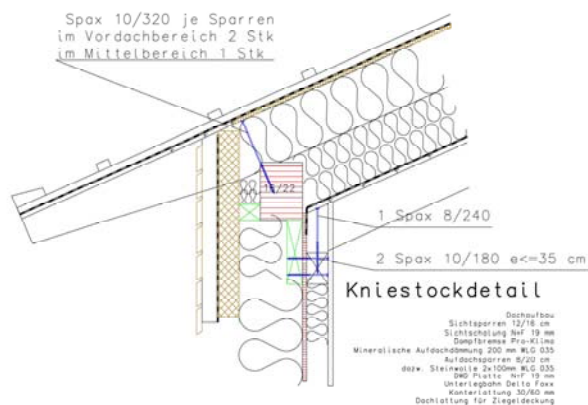 Spax 10/320 je Sparren
im Vordachbereich 2 Stk
im Mittelbereich 1 Stk
16/22
1 Spax 8/240
2 Spax 10/180 e<=35 cm
Kniestockdetail
Dachaufbau
Sichtsparren 12/16 cm
Sichtschalung N+F 19 mm
Dampfbremse Pro-Klima
Mineralische Aufdachdämmung 200 mm WLG 035
Aufdachsparren 8/20 cm
dazw. Steinwolle 2x100mm WLG 035
DWD Platte N+F 19 mm
Unterlegbahn Delta Foxx
Konterlattung 30/60 mm
Dachlattung für Ziegeldeckung